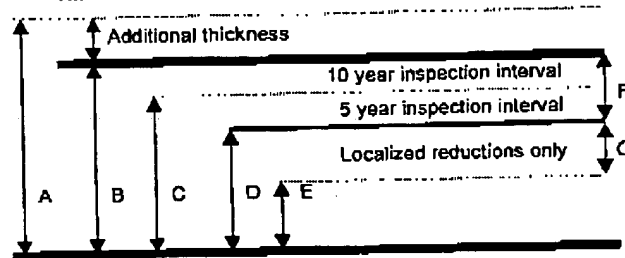 Additional thickness
10 year inspection interval
F
5 year inspection interval
Localized reductions only
A
B
C
D
E